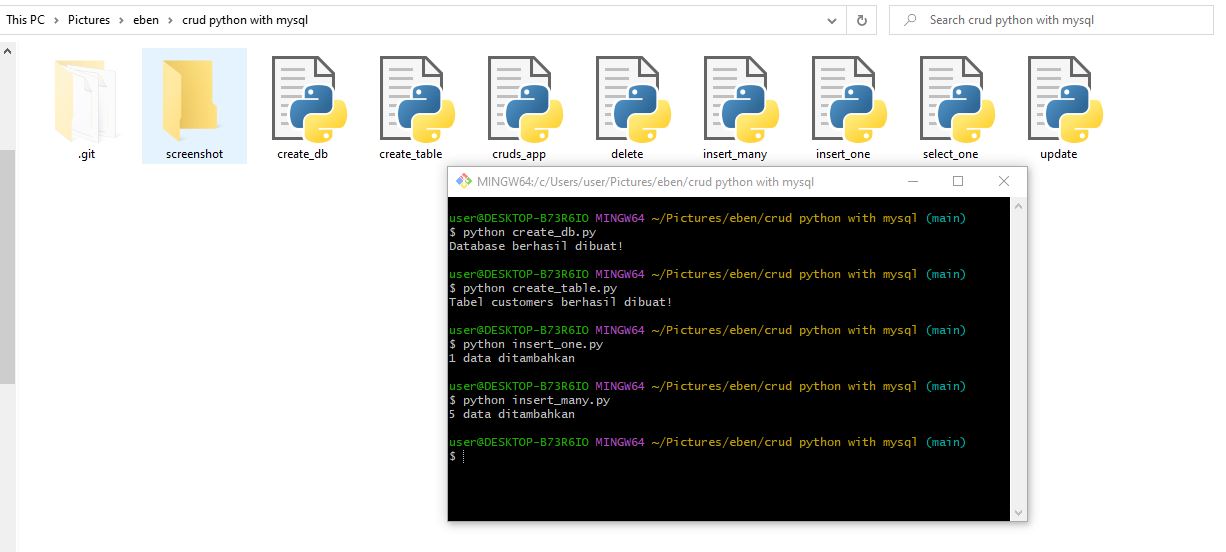 This PC > Pictures > eben > crud python with mysql
Search crud python with mysql
.git
screenshot
create_db
create_table
cruds_app
delete
insert_many
insert_one
select_one
update
MINGW64:/c/Users/user/Pictures/eben/crud python with mysql
user@DESKTOP-B73R6IO MINGW64 ~/Pictures/eben/crud python with mysql (main)
$ python create_db.py
Database berhasil dibuat!
user@DESKTOP-B73R6IO MINGW64 ~/Pictures/eben/crud python with mysql (main)
$ python create_table.py
Tabel customers berhasil dibuat!
user@DESKTOP-B73R6IO MINGW64 ~/Pictures/eben/crud python with mysql (main)
$ python insert_one.py
1 data ditambahkan
user@DESKTOP-B73R6IO MINGW64 ~/Pictures/eben/crud python with mysql (main)
$ python insert_many.py
5 data ditambahkan
user@DESKTOP-B73R6IO MINGW64 ~/Pictures/eben/crud python with mysql (main)
$